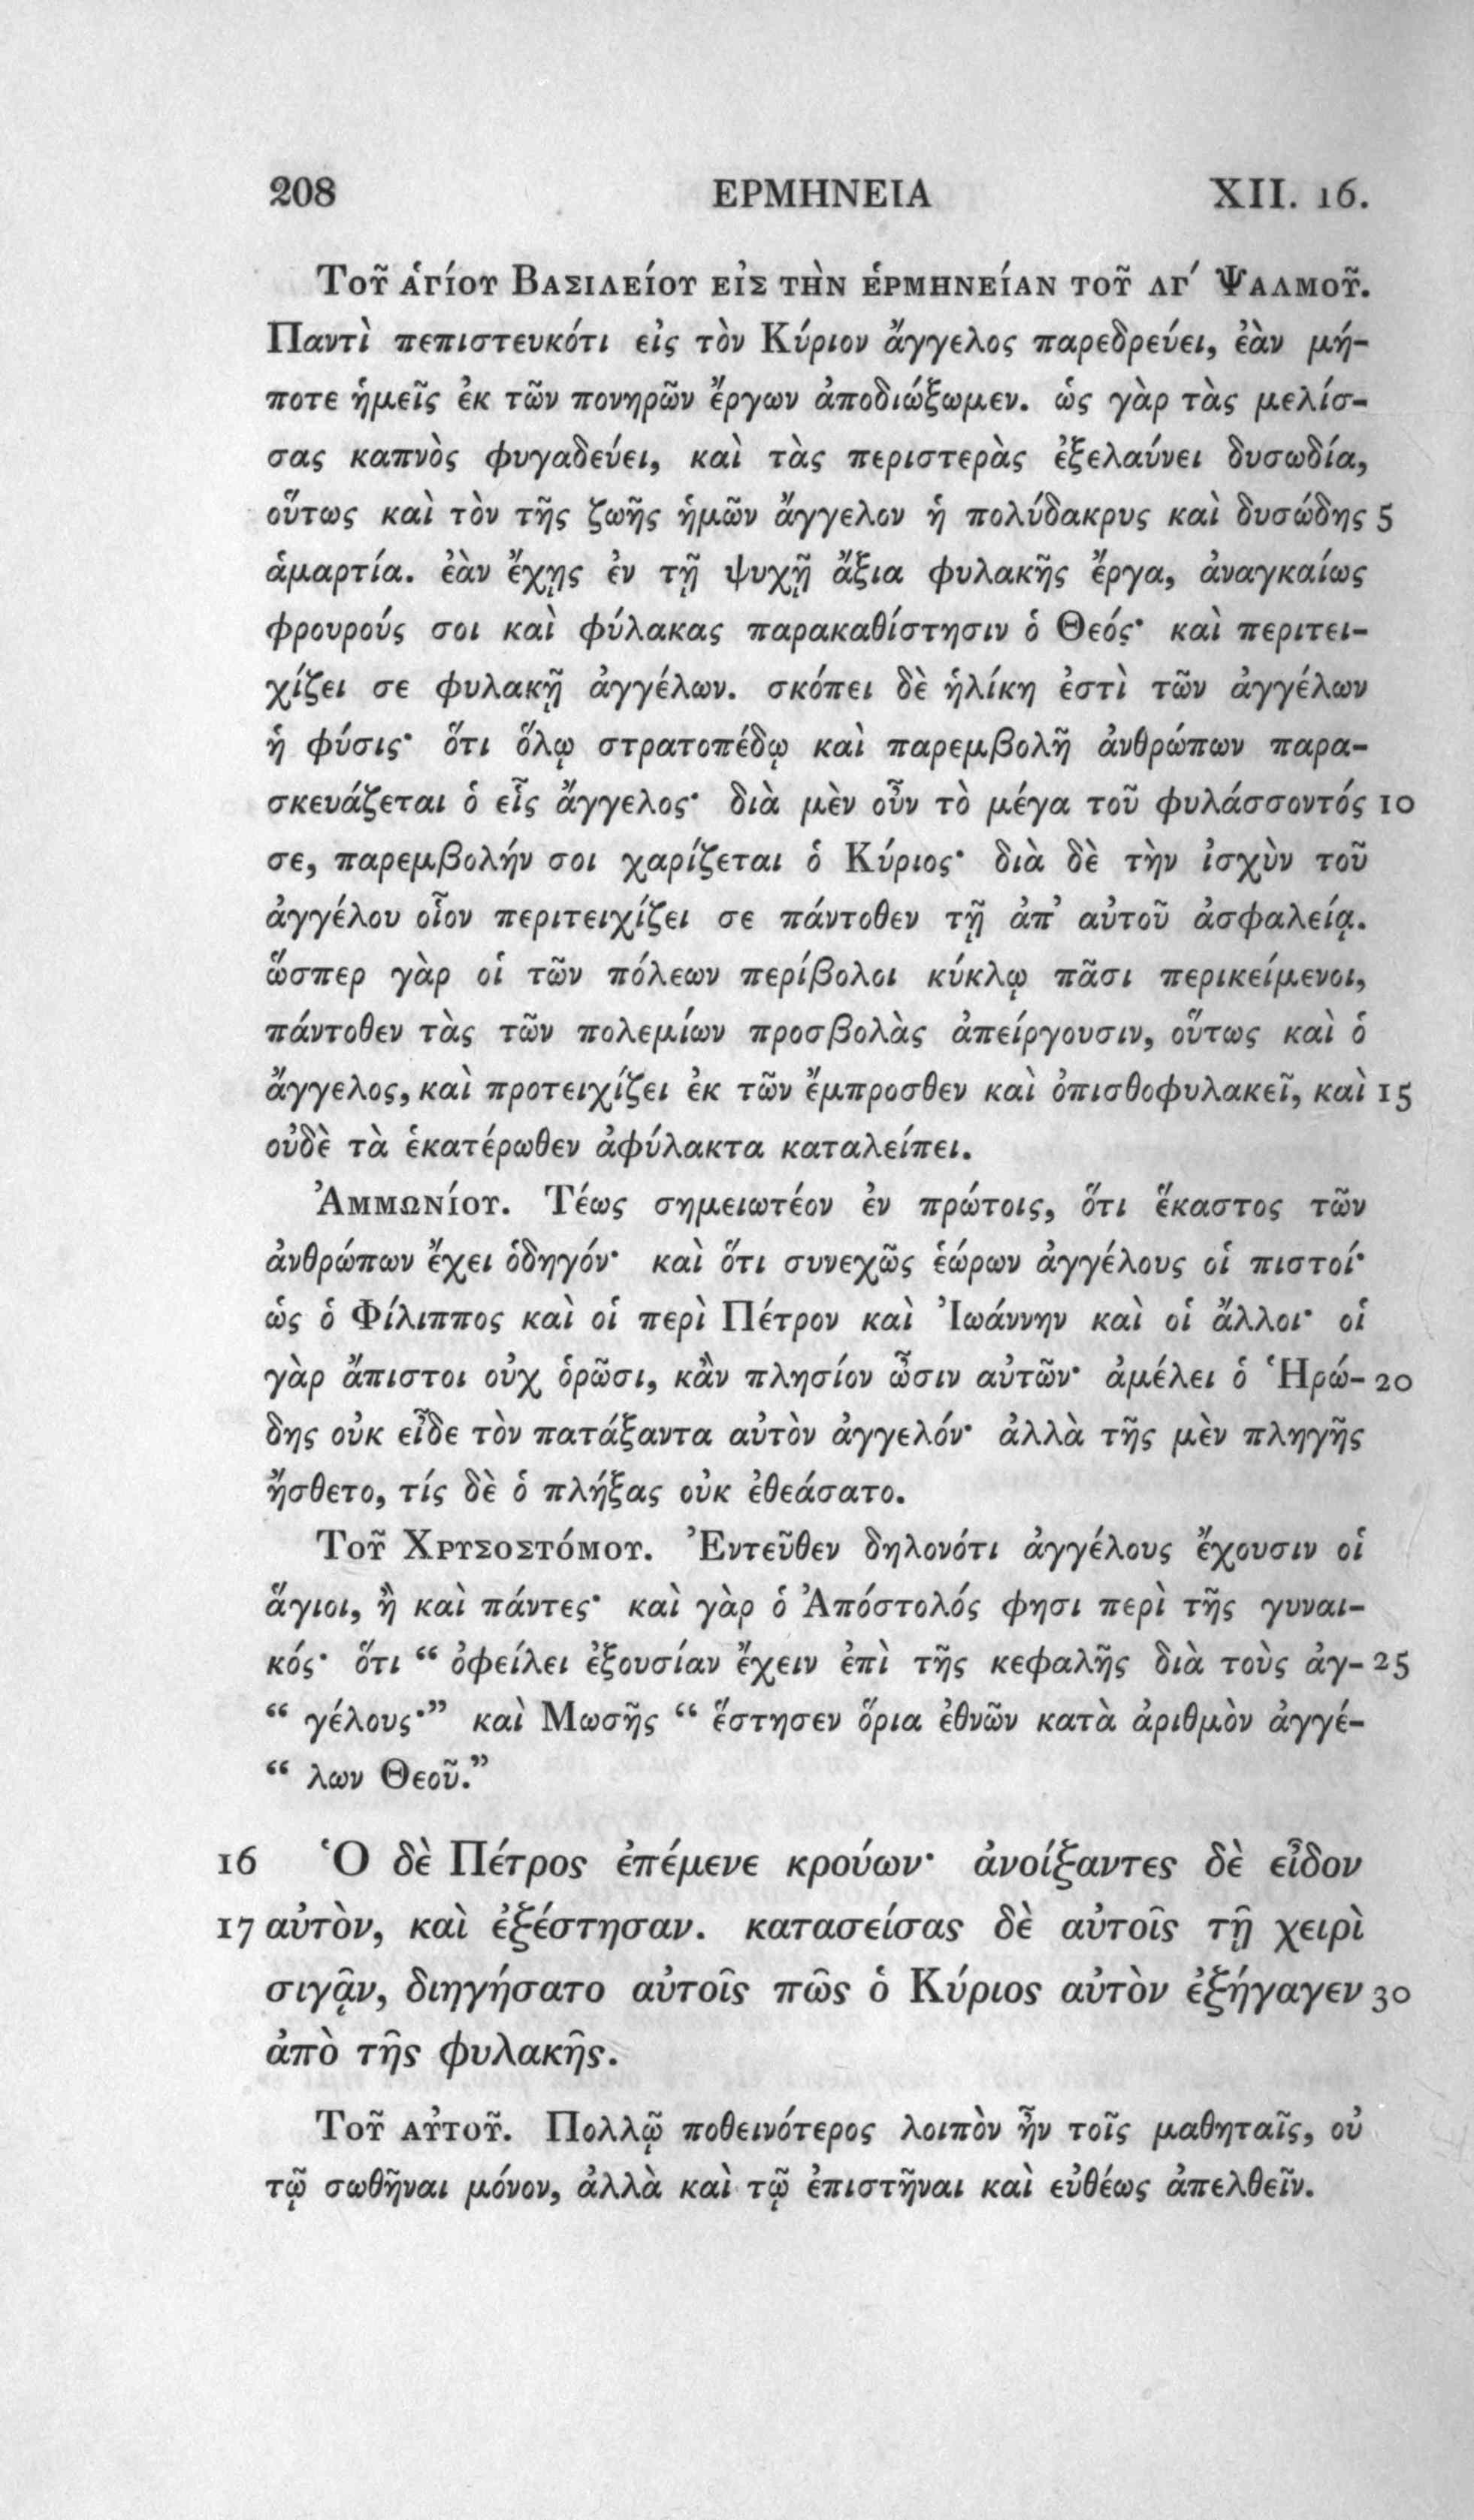 208 ΕΡΜΗΝΕΙΑ XII. 16.
Τοῦ ἁγίου Βασιλείου εἰς τὴν ἑρμηνείαν τοῦ λγʹ Ψαλμοῦ.
Παντὶ πεπιστευκότι εἰς τὸν Κύριον ἄγγελος παρεδρεύει, ἐὰν μή-
ποτε ἡμεῖς ἐκ τῶν πονηρῶν ἔργων ἀποδιώξωμεν. ὡς γὰρ τὰς μελίσ-
σας καπνὸς φυγαδεύει, καὶ τὰς περιστερὰς ἐξελαύνει δυσωδία,
οὕτως καὶ τὸν τῆς ζωῆς ἡμῶν ἄγγελον ἡ πολύδακρυς καὶ δυσώδης 5
ἁμαρτία. ἐὰν ἔχῃς ἐν τῇ ψυχῇ ἄξια φυλακῆς ἔργα, ἀναγκαίως
φρουρούς σοι καὶ φύλακας παρακαθίστησιν ὁ Θεός· καὶ περιτει-
χίζει σε φυλακῇ ἀγγέλων. σκόπει δὲ ἡλίκη ἐστὶ τῶν ἀγγέλων
ἡ φύσις· ὅτι ὅλῳ στρατοπέδῳ καὶ παρεμβολῇ ἀνθρώπων παρα-
σκευάζεται ὁ εἷς ἄγγελος· διὰ μὲν οὖν τὸ μέγα τοῦ φυλάσσοντός 10
σε, παρεμβολήν σοι χαρίζεται ὁ Κύριος· διὰ δὲ τὴν ἰσχὺν τοῦ
ἀγγέλου οἷον περιτειχίζει σε πάντοθεν τῇ ἀπ’ αὐτοῦ ἀσφαλείᾳ.
ὥσπερ γὰρ οἱ τῶν πόλεων περίβολοι κύκλῳ πᾶσι περικείμενοι,
πάντοθεν τὰς τῶν πολεμίων προσβολὰς ἀπείργουσιν, οὕτως καὶ ὁ
ἄγγελος, καὶ προτειχίζει ἐκ τῶν ἔμπροσθεν καὶ ὀπισθοφυλακεῖ, καὶ 15
οὐδὲ τὰ ἑκατέρωθεν ἀφύλακτα καταλείπει.
Ἀμμωνίου. Τέως σημειωτέον ἐν πρώτοις, ὅτι ἕκαστος τῶν
ἀνθρώπων ἔχει ὁδηγόν· καὶ ὅτι συνεχῶς ἑώρων ἀγγέλους οἱ πιστοί·
ὡς ὁ Φίλιππος καὶ οἱ περὶ Πέτρον καὶ Ἰωάννην καὶ οἱ ἄλλοι· οἱ
γὰρ ἄπιστοι οὐχ ὁρῶσι, κἂν πλησίον ὦσιν αὐτῶν· ἀμέλει ὁ Ἡρώ- 20
δης οὐκ εἶδε τὸν πατάξαντα αὐτὸν ἀγγελόν· ἀλλὰ τῆς μὲν πληγῆς
ᾔσθετο, τίς δὲ ὁ πλήξας οὐκ ἐθεάσατο.
Τοῦ Χρυσοστόμου. Ἐντεῦθεν δηλονότι ἀγγέλους ἔχουσιν οἱ
ἅγιοι, ἢ καὶ πάντες· καὶ γὰρ ὁ Ἀπόστολός φησι περὶ τῆς γυναι-
κός· ὅτι “ ὀφείλει ἐξουσίαν ἔχειν ἐπὶ τῆς κεφαλῆς διὰ τοὺς ἀγ- 25
“ γέλους·” καὶ Μωσῆς “ ἔστησεν ὅρια ἐθνῶν κατὰ ἀριθμὸν ἀγγέ-
“ λων Θεοῦ.”
16 Ὁ δὲ Πέτρος ἐπέμενε κρούων· ἀνοίξαντες δὲ εἶδον
17 αὐτὸν, καὶ ἐξέστησαν. κατασείσας δὲ αὐτοῖς τῇ χειρὶ
σιγᾷν, διηγήσατο αὐτοῖς πῶς ὁ Κύριος αὐτὸν ἐξήγαγεν 30
ἀπὸ τῆς φυλακῆς.
Τοῦ αὐτοῦ. Πολλῷ ποθεινότερος λοιπὸν ἦν τοῖς μαθηταῖς, οὐ
τῷ σωθῆναι μόνον, ἀλλὰ καὶ τῷ ἐπιστῆναι καὶ εὐθέως ἀπελθεῖν.